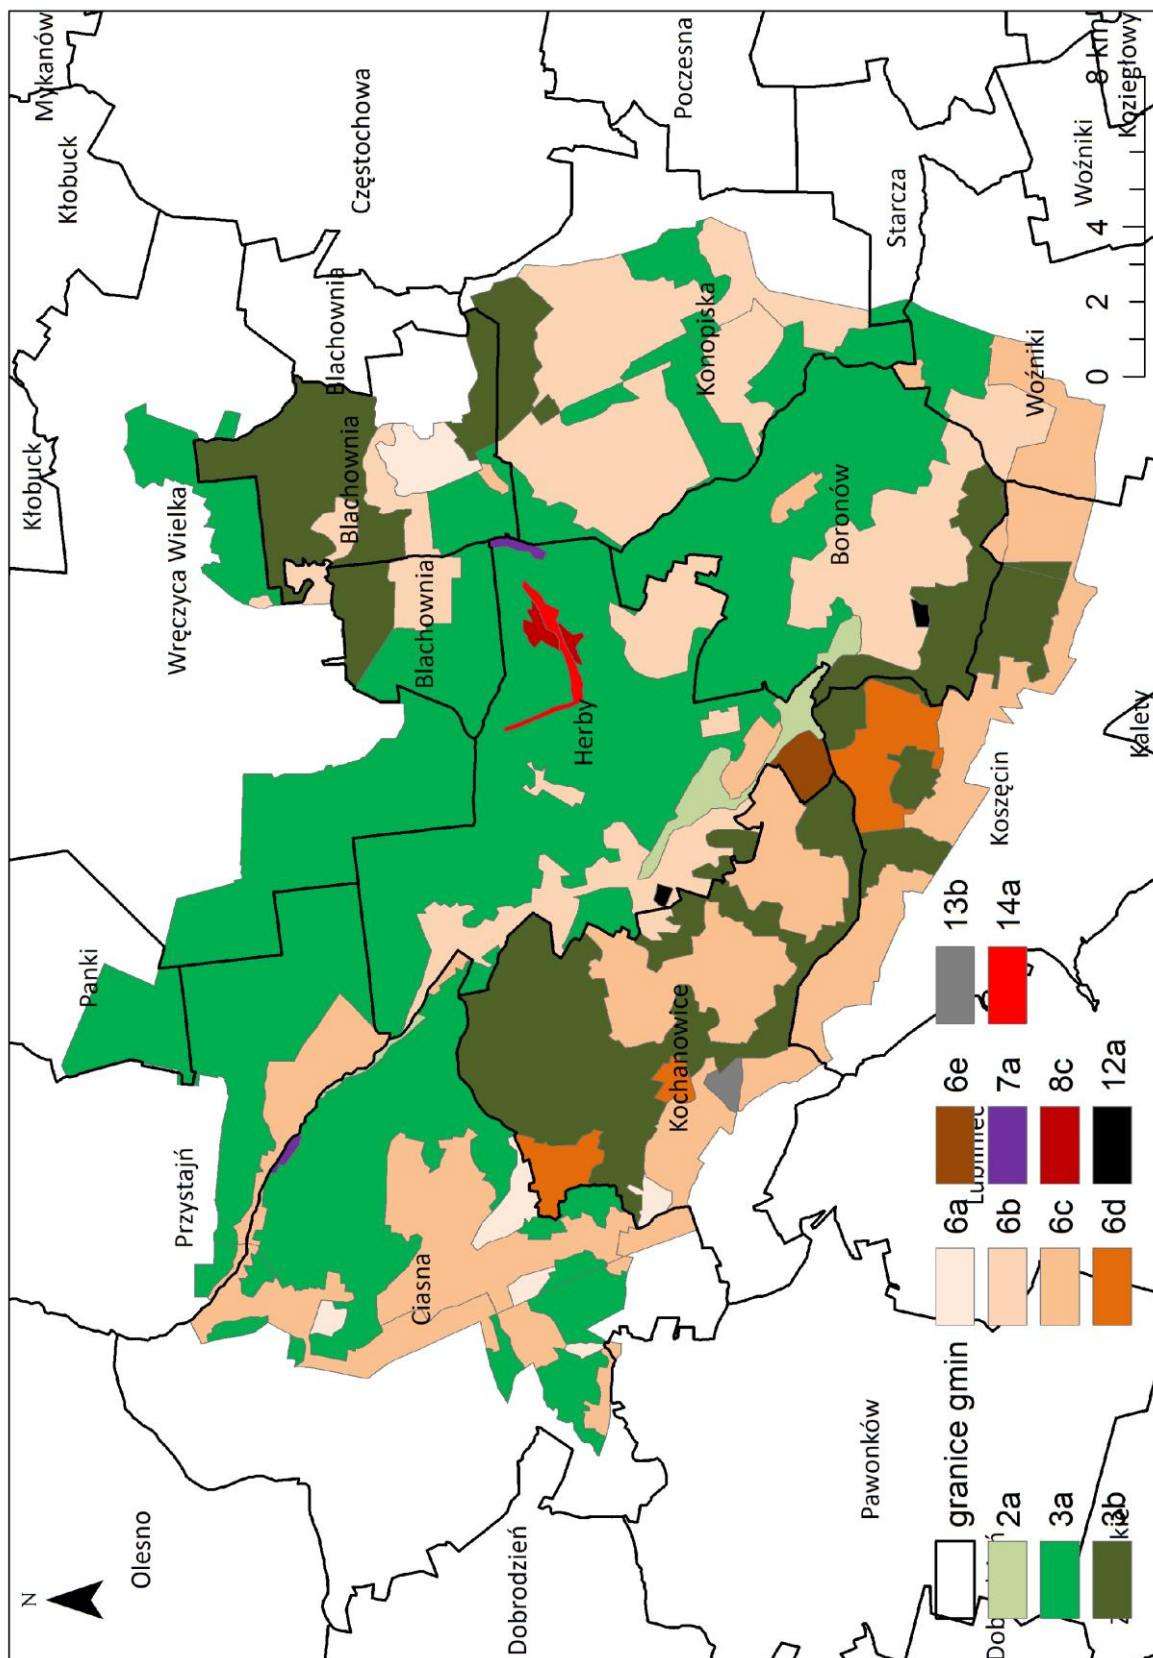 N
Olesno
Przystajń
Panki
Wręczyca Wielka
Kłobuck
Kłobuck
Mykanów
Blachownia
Blachownia
Blachownia
Częstochowa
Ciasna
Herby
Konopiska
Poczesna
Dobrodzień
Kochanowice
Boronów
Starcza
Pawonków
Koszęcin
Woźniki
Woźniki
Kalety
Koziegłowy
granice gmin
2a
3a
3b
6a
6b
6c
6d
6e
7a
8c
12a
13b
14a
0 2 4 8 km